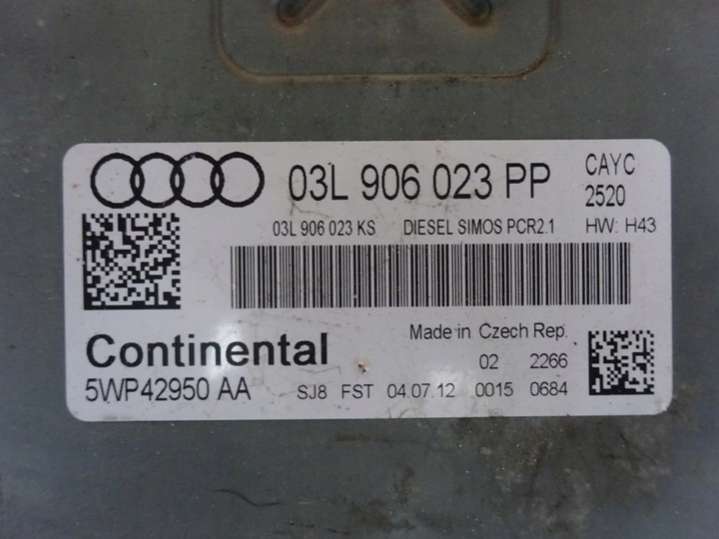 03L 906 023 PP CAYC
2520
03L 906 023 KS DIESEL SIMOS PCR2.1 HW: H43
Continental Made in Czech Rep.
02 2266
5WP42950 AA SJ8 FST 04.07.12 0015 0684